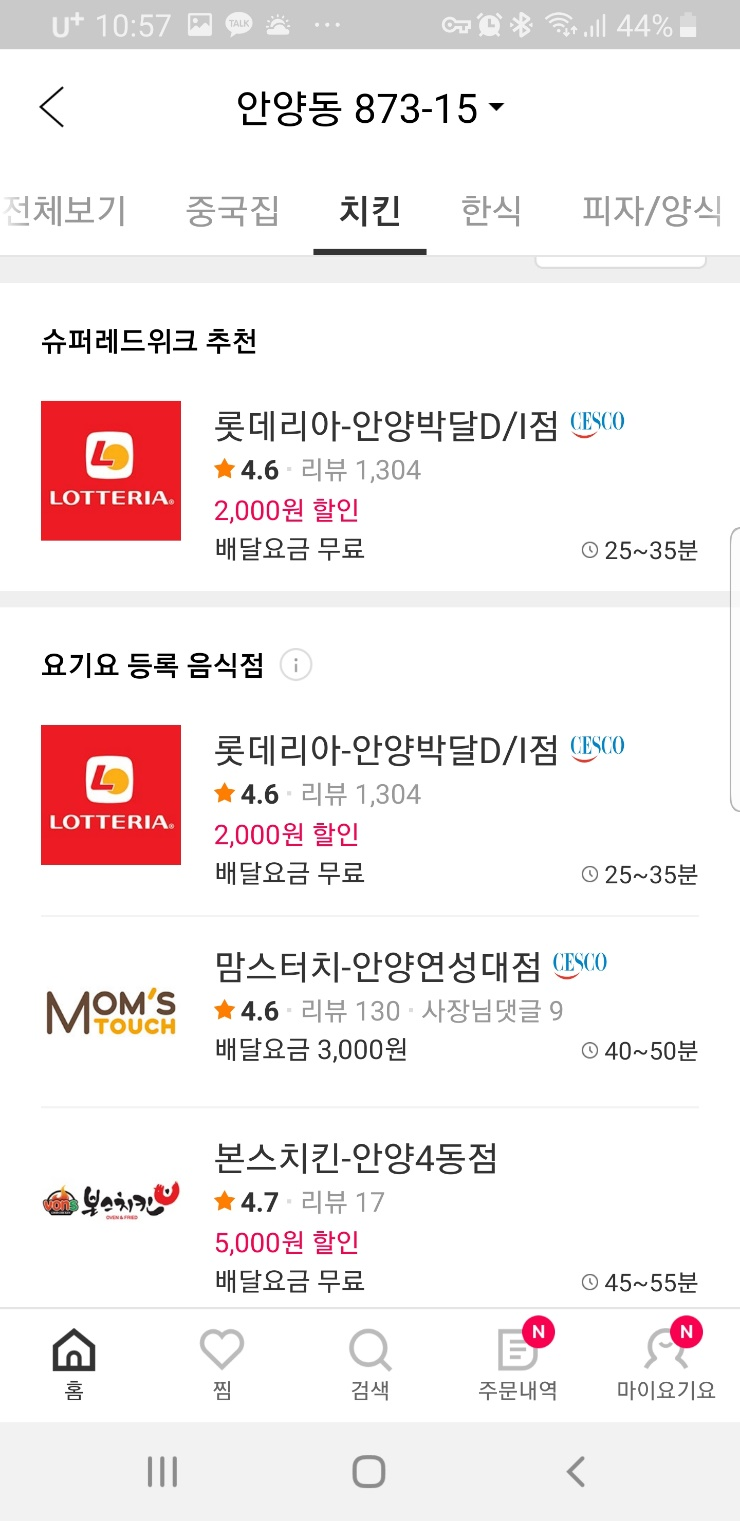 U+ 10:57 TALK ... 44%
안양동 873-15
전체보기 중국집 치킨 한식 피자/양식
슈퍼레드위크 추천
롯데리아-안양박달D/I점 CESCO
LOTTERIA
4.6 · 리뷰 1,304
2,000원 할인
배달요금 무료 25~35분
요기요 등록 음식점 i
롯데리아-안양박달D/I점 CESCO
LOTTERIA
4.6 · 리뷰 1,304
2,000원 할인
배달요금 무료 25~35분
맘스터치-안양연성대점 CESCO
MOM'S
TOUCH
4.6 · 리뷰 130 · 사장님댓글 9
배달요금 3,000원 40~50분
본스치킨-안양4동점
von's 본스치킨
OVEN & FRIED
4.7 · 리뷰 17
5,000원 할인
배달요금 무료 45~55분
N N
홈 찜 검색 주문내역 마이요기요